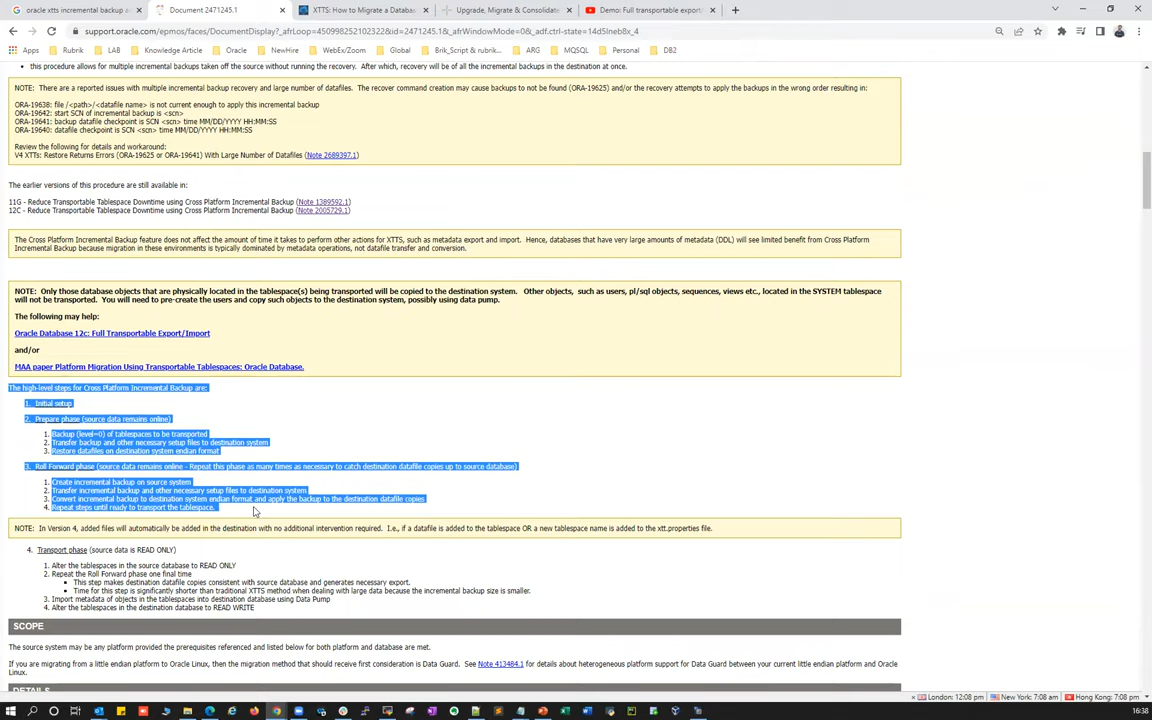 oracle xtts incremental backup a
Document 2471245.1
XTTS: How to Migrate a Databas
Upgrade, Migrate & Consolidate
Demo: Full transportable export/
support.oracle.com/epmos/faces/DocumentDisplay?_afrLoop=450998252102322&id=2471245.1&_afrWindowMode=0&_adf.ctrl-state=14d5lneb8x_4
Apps
Rubrik
LAB
Knowledge Article
Oracle
NewHire
WebEx/Zoom
Global
Brik_Script & rubrik...
ARG
MQSQL
Personal
DB2
this procedure allows for multiple incremental backups taken off the source without running the recovery. After which, recovery will be of all the incremental backups in the destination at once.
NOTE: There are a reported issues with multiple incremental backup recovery and large number of datafiles. The recover command creation may cause backups to not be found (ORA-19625) and/or the recovery attempts to apply the backups in the wrong order resulting in:
ORA-19638: file /<path>/<datafile name> is not current enough to apply this incremental backup
ORA-19642: start SCN of incremental backup is <scn>
ORA-19641: backup datafile checkpoint is SCN <scn> time MM/DD/YYYY HH:MM:SS
ORA-19640: datafile checkpoint is SCN <scn> time MM/DD/YYYY HH:MM:SS
Review the following for details and workaround:
V4 XTTs: Restore Returns Errors (ORA-19625 or ORA-19641) With Large Number of Datafiles (Note 2689397.1)
The earlier versions of this procedure are still available in:
11G - Reduce Transportable Tablespace Downtime using Cross Platform Incremental Backup (Note 1389592.1)
12C - Reduce Transportable Tablespace Downtime using Cross Platform Incremental Backup (Note 2005729.1)
The Cross Platform Incremental Backup feature does not affect the amount of time it takes to perform other actions for XTTS, such as metadata export and import. Hence, databases that have very large amounts of metadata (DDL) will see limited benefit from Cross Platform
Incremental Backup because migration in these environments is typically dominated by metadata operations, not datafile transfer and conversion.
NOTE: Only those database objects that are physically located in the tablespace(s) being transported will be copied to the destination system. Other objects, such as users, pl/sql objects, sequences, views etc., located in the SYSTEM tablespace
will not be transported. You will need to pre-create the users and copy such objects to the destination system, possibly using data pump.
The following may help:
Oracle Database 12c: Full Transportable Export/Import
and/or
MAA paper Platform Migration Using Transportable Tablespaces: Oracle Database.
The high-level steps for Cross Platform Incremental Backup are:
1. Initial setup
2. Prepare phase (source data remains online)
1. Backup (level=0) of tablespaces to be transported
2. Transfer backup and other necessary setup files to destination system
3. Restore datafiles on destination system endian format
3. Roll Forward phase (source data remains online - Repeat this phase as many times as necessary to catch destination datafile copies up to source database)
1. Create incremental backup on source system
2. Transfer incremental backup and other necessary setup files to destination system
3. Convert incremental backup to destination system endian format and apply the backup to the destination datafile copies
4. Repeat steps until ready to transport the tablespace.
NOTE: In Version 4, added files will automatically be added in the destination with no additional intervention required. I.e., if a datafile is added to the tablespace OR a new tablespace name is added to the xtt.properties file.
4. Transport phase (source data is READ ONLY)
1. Alter the tablespaces in the source database to READ ONLY
2. Repeat the Roll Forward phase one final time
This step makes destination datafile copies consistent with source database and generates necessary export.
Time for this step is significantly shorter than traditional XTTS method when dealing with large data because the incremental backup size is smaller.
3. Import metadata of objects in the tablespaces into destination database using Data Pump
4. Alter the tablespaces in the destination database to READ WRITE
SCOPE
The source system may be any platform provided the prerequisites referenced and listed below for both platform and database are met.
If you are migrating from a little endian platform to Oracle Linux, then the migration method that should receive first consideration is Data Guard. See Note 413484.1 for details about heterogeneous platform support for Data Guard between your current little endian platform and Oracle
Linux.
DETAILS
London: 12:08 pm
New York: 7:08 am
Hong Kong: 7:08 pm
16:38